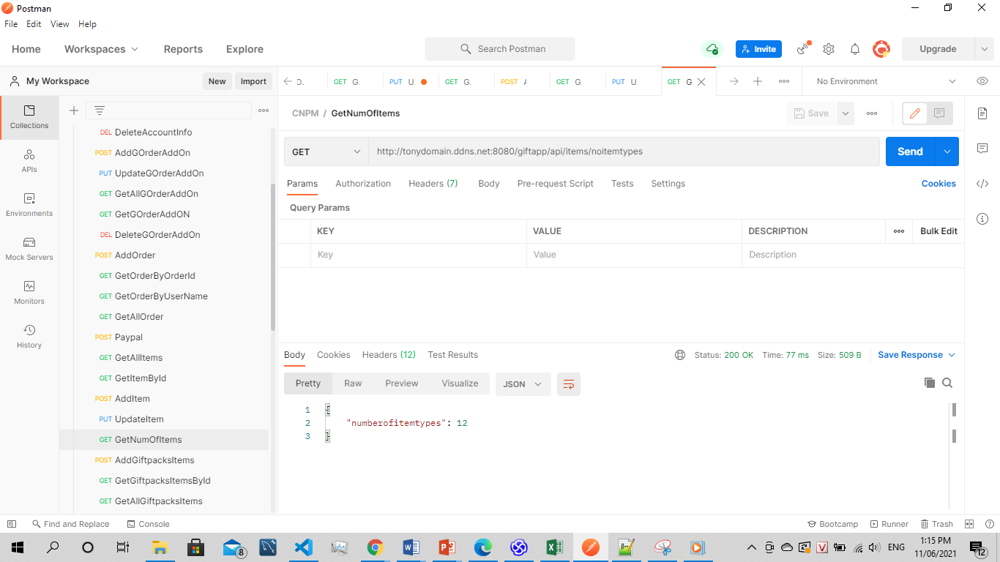 Postman
File Edit View Help
Home Workspaces Reports Explore Search Postman Invite Upgrade
My Workspace New Import D. GET G. PUT U. GET G. POST GET G. PUT U. GET G No Environment
Collections
APIs
Environments
Mock Servers
Monitors
History
DEL DeleteAccountInfo
POST AddGOrderAddOn
PUT UpdateGOrderAddOn
GET GetAllGOrderAddOn
GET GetGOrderAddON
DEL DeleteGOrderAddOn
POST AddOrder
GET GetOrderByOrderId
GET GetOrderByUserName
GET GetAllOrder
POST Paypal
GET GetAllItems
GET GetItemById
POST AddItem
PUT UpdateItem
GET GetNumOfItems
POST AddGiftpacksItems
GET GetGiftpacksItemsById
GET GetAllGiftpacksItems
CNPM / GetNumOfItems Save
GET http://tonydomain.ddns.net:8080/giftapp/api/items/noitemtypes Send
Params Authorization Headers (7) Body Pre-request Script Tests Settings Cookies
Query Params
KEY VALUE DESCRIPTION Bulk Edit
Key Value Description
Body Cookies Headers (12) Test Results Status: 200 OK Time: 77 ms Size: 509 B Save Response
Pretty Raw Preview Visualize JSON
1 {
2 "numberofitemtypes": 12
3 }
Find and Replace Console Bootcamp Runner Trash
8 ENG 1:15 PM
11/06/2021 12